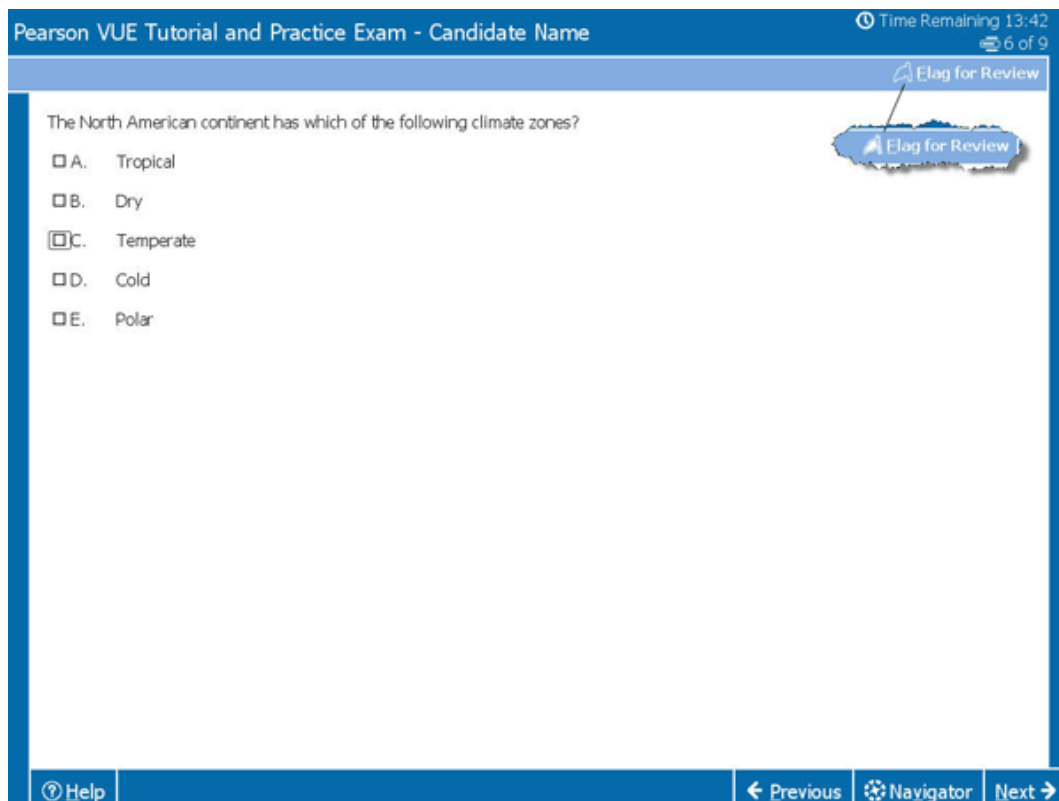 Pearson VUE Tutorial and Practice Exam - Candidate Name
Time Remaining 13:42
6 of 9
Flag for Review
The North American continent has which of the following climate zones?
Flag for Review
A. Tropical
B. Dry
C. Temperate
D. Cold
E. Polar
Help
Previous
Navigator
Next